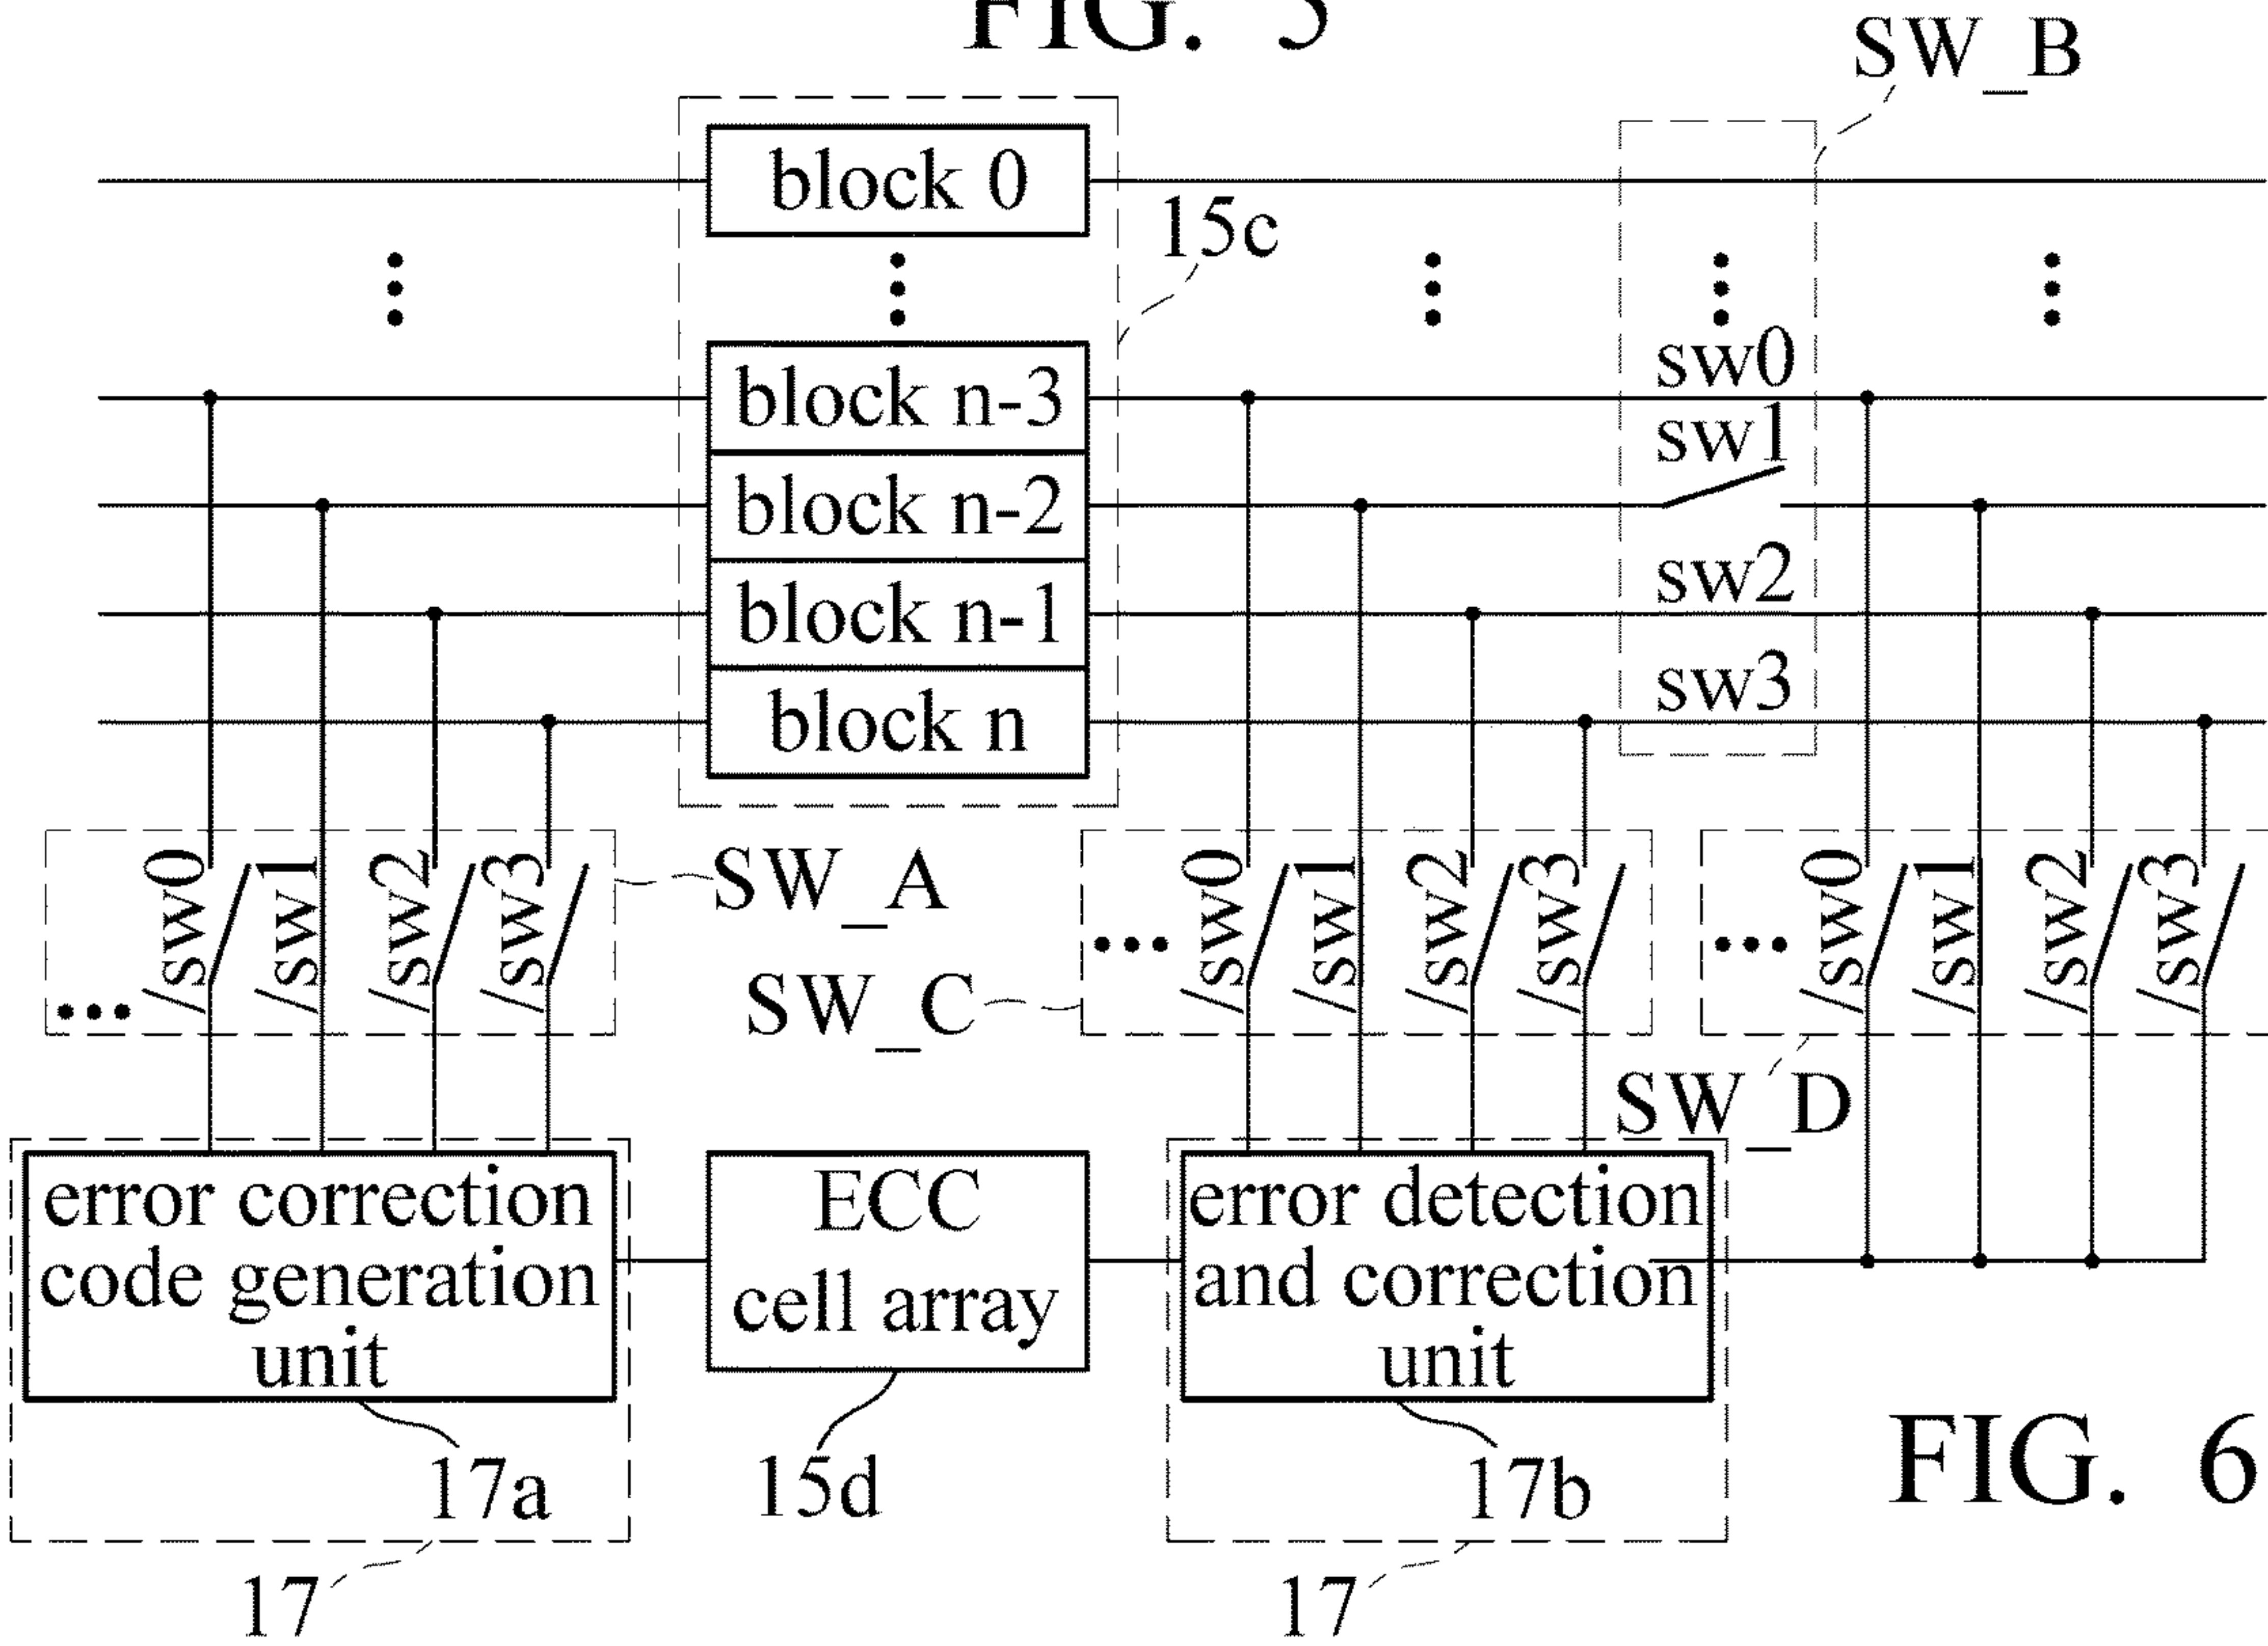 FIG. 5
SW_B
block 0
15c
block n-3
sw0
block n-2
sw1
block n-1
sw2
block n
sw3
/sw0
/sw1
/sw2
/sw3
SW_A
SW_C
/sw0
/sw1
/sw2
/sw3
/sw0
/sw1
/sw2
/sw3
SW_D
error correction
code generation
unit
ECC
cell array
error detection
and correction
unit
17a
15d
17b
FIG. 6
17
17